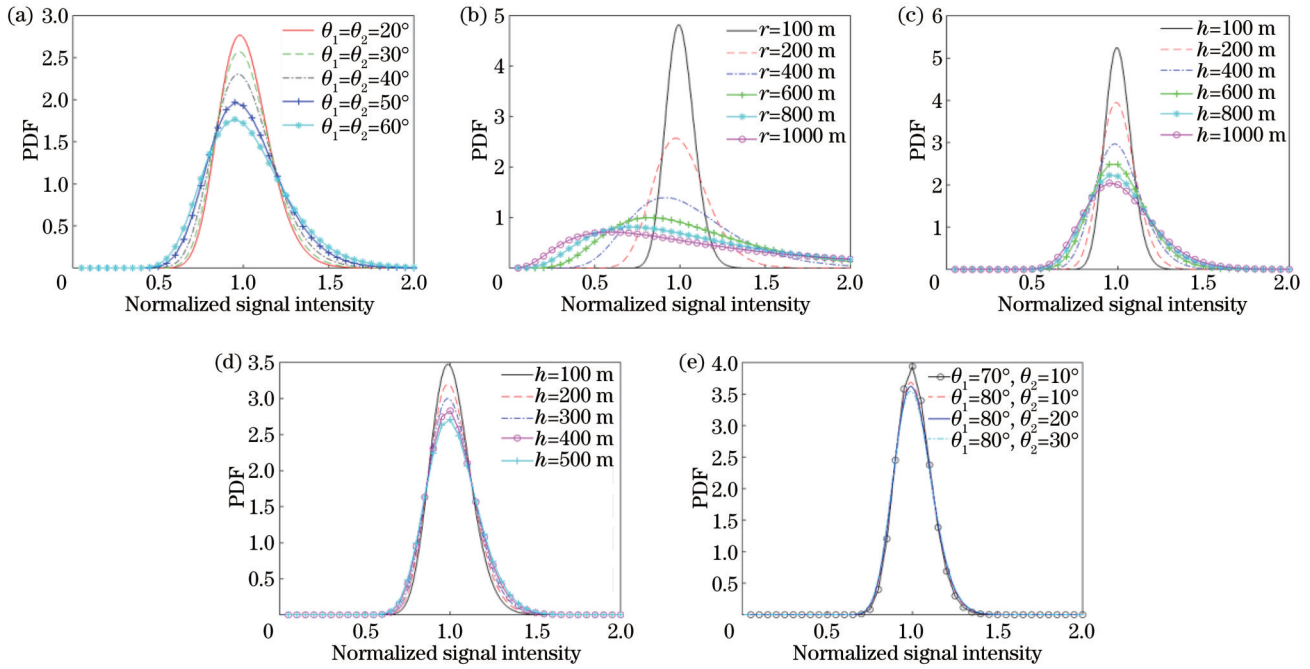 (a)
3.0
2.5
2.0
1.5
1.0
0.5
0
0.5
1.0
1.5
2.0
PDF
Normalized signal intensity
θ₁=θ₂=20°
θ₁=θ₂=30°
θ₁=θ₂=40°
θ₁=θ₂=50°
θ₁=θ₂=60°
(b)
5
4
3
2
1
0
0.5
1.0
1.5
2.0
PDF
Normalized signal intensity
r=100 m
r=200 m
r=400 m
r=600 m
r=800 m
r=1000 m
(c)
6
5
4
3
2
1
0
0.5
1.0
1.5
2.0
PDF
Normalized signal intensity
h=100 m
h=200 m
h=400 m
h=600 m
h=800 m
h=1000 m
(d)
3.5
3.0
2.5
2.0
1.5
1.0
0.5
0
0.5
1.0
1.5
2.0
PDF
Normalized signal intensity
h=100 m
h=200 m
h=300 m
h=400 m
h=500 m
(e)
4.0
3.5
3.0
2.5
2.0
1.5
1.0
0.5
0
0.5
1.0
1.5
2.0
PDF
Normalized signal intensity
θ₁=70°, θ₂=10°
θ₁=80°, θ₂=10°
θ₁=80°, θ₂=20°
θ₁=80°, θ₂=30°